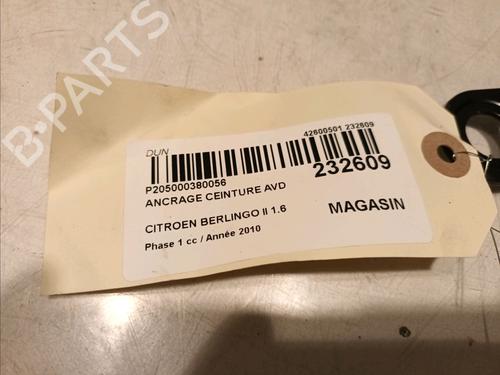 B-PARTS
DUN
42600501 232609
P205000380056
232609
ANCRAGE CEINTURE AVD
CITROEN BERLINGO II 1.6
MAGASIN
Phase 1 cc / Année 2010